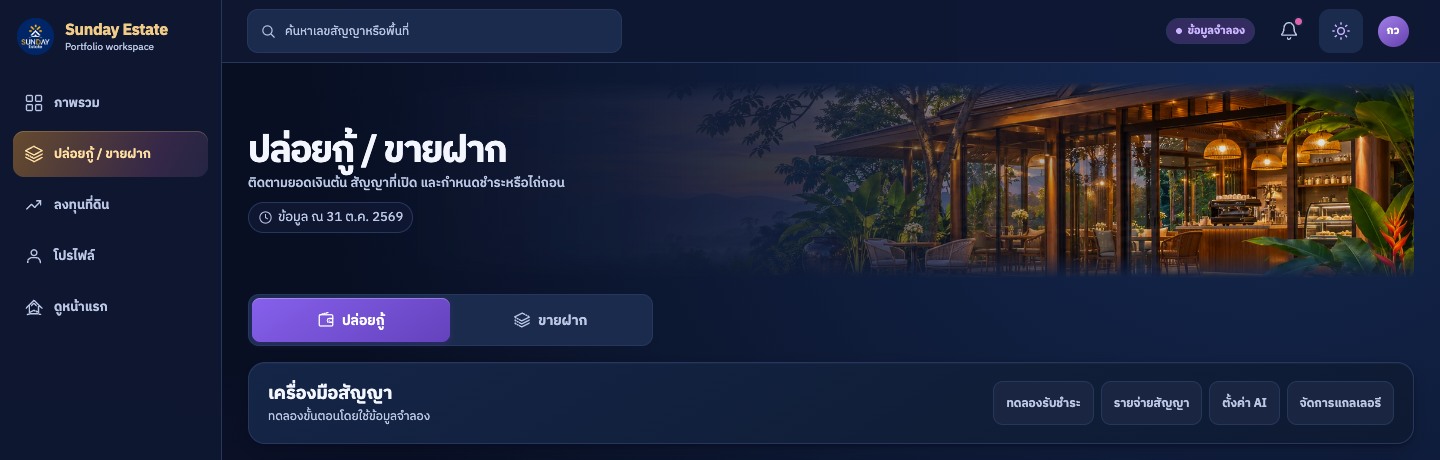 SUNDAY
Estate
Sunday Estate
Portfolio workspace
ภาพรวม
ปล่อยกู้ / ขายฝาก
ลงทุนที่ดิน
โปรไฟล์
ดูหน้าแรก
ค้นหาเลขสัญญาหรือพื้นที่
ข้อมูลจำลอง
กว
ปล่อยกู้ / ขายฝาก
ติดตามยอดเงินต้น สัญญาที่เปิด และกำหนดชำระหรือไถ่ถอน
ข้อมูล ณ 31 ต.ค. 2569
ปล่อยกู้
ขายฝาก
เครื่องมือสัญญา
ทดลองขั้นตอนโดยใช้ข้อมูลจำลอง
ทดลองรับชำระ
รายจ่ายสัญญา
ตั้งค่า AI
จัดการแกลเลอรี